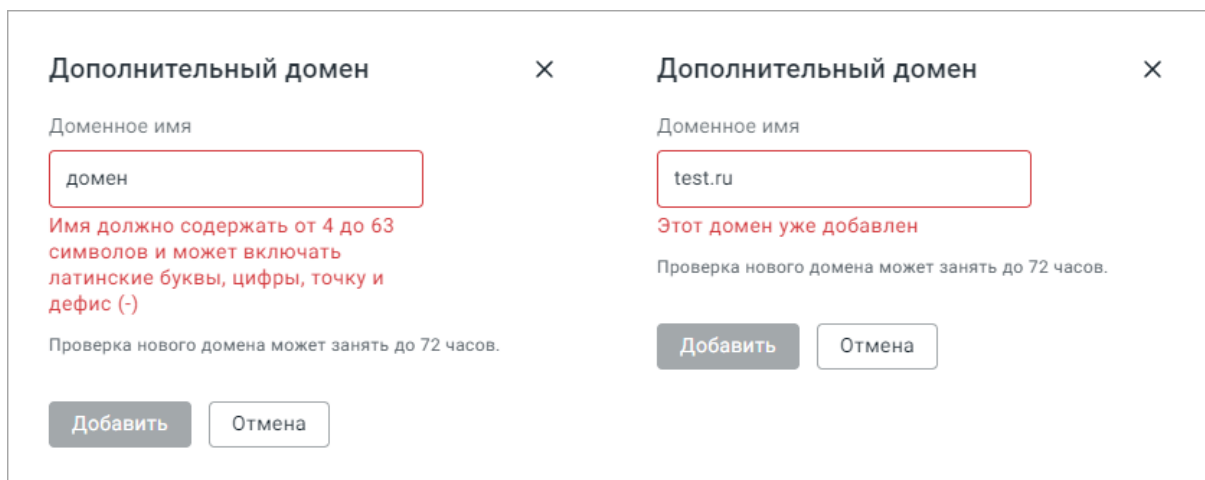 Дополнительный домен
Доменное имя
домен
Имя должно содержать от 4 до 63
символов и может включать
латинские буквы, цифры, точку и
дефис (-)
Проверка нового домена может занять до 72 часов.
Добавить
Отмена
Дополнительный домен
Доменное имя
test.ru
Этот домен уже добавлен
Проверка нового домена может занять до 72 часов.
Добавить
Отмена